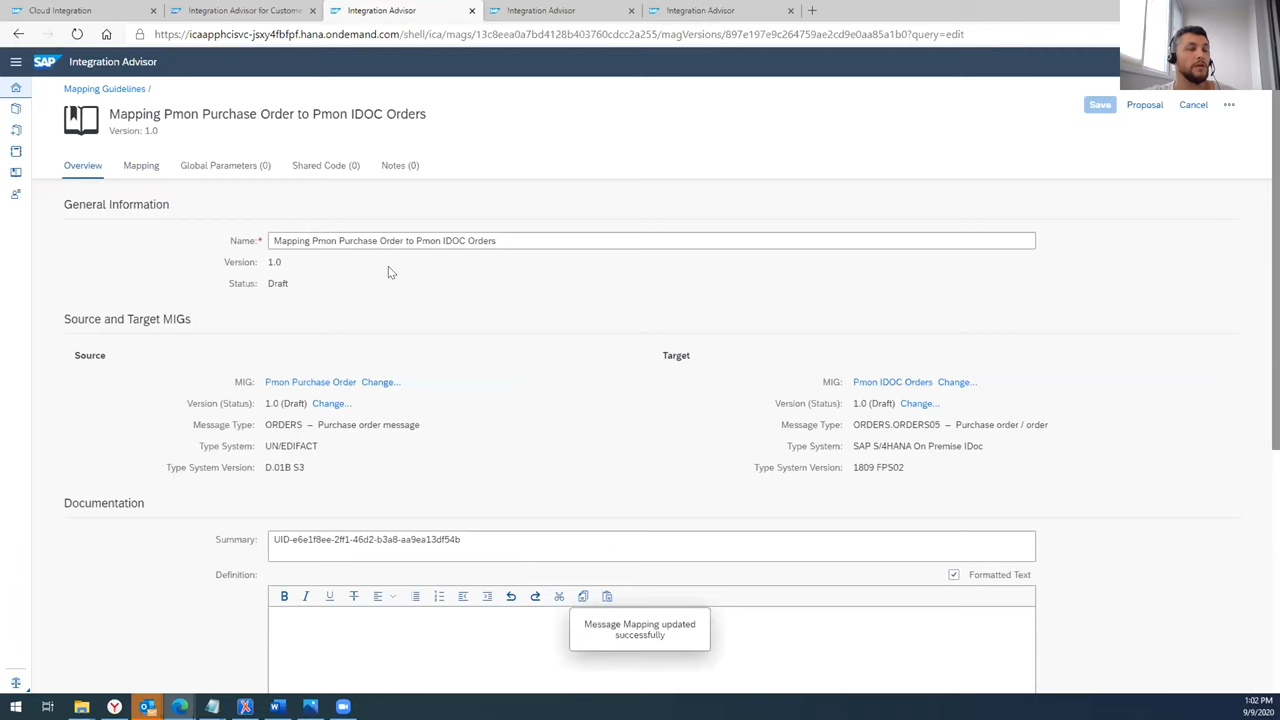 Cloud Integration
Integration Advisor for Custome
Integration Advisor
Integration Advisor
Integration Advisor
https://icaapphcisvc-jsxy4fbfpf.hana.ondemand.com/shell/ica/mags/13c8eea0a7bd4128b403760cdcc2a255/magVersions/897e197e9c264759ae2cd9e0aa85a1b0?query=edit
SAP Integration Advisor
Mapping Guidelines /
Mapping Pmon Purchase Order to Pmon IDOC Orders
Version: 1.0
Save Proposal Cancel
Overview Mapping Global Parameters (0) Shared Code (0) Notes (0)
General Information
Name:* Mapping Pmon Purchase Order to Pmon IDOC Orders
Version: 1.0
Status: Draft
Source and Target MIGs
Source Target
MIG: Pmon Purchase Order Change... MIG: Pmon IDOC Orders Change...
Version (Status): 1.0 (Draft) Change... Version (Status): 1.0 (Draft) Change...
Message Type: ORDERS – Purchase order message Message Type: ORDERS.ORDERS05 – Purchase order / order
Type System: UN/EDIFACT Type System: SAP S/4HANA On Premise IDoc
Type System Version: D.01B S3 Type System Version: 1809 FPS02
Documentation
Summary: UID-e6e1f8ee-2ff1-46d2-b3a8-aa9ea13df54b
Definition: Formatted Text
B I U T
Message Mapping updated
successfully
1:02 PM
9/9/2020